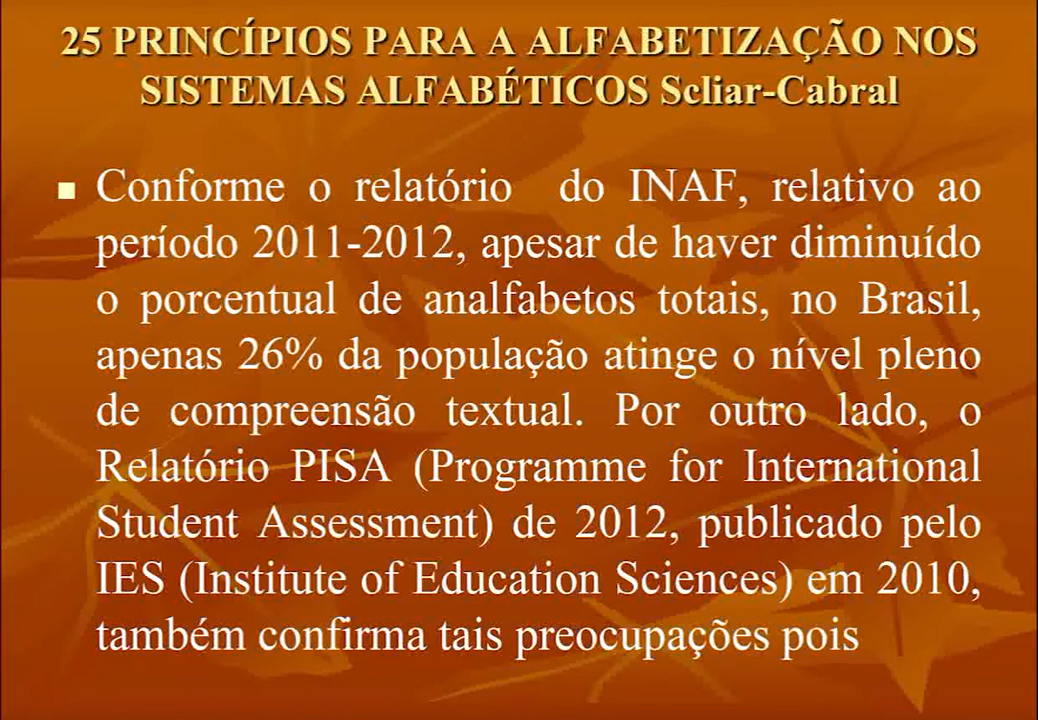 25 PRINCÍPIOS PARA A ALFABETIZAÇÃO NOS
SISTEMAS ALFABÉTICOS Scliar-Cabral
Conforme o relatório do INAF, relativo ao
período 2011-2012, apesar de haver diminuído
o porcentual de analfabetos totais, no Brasil,
apenas 26% da população atinge o nível pleno
de compreensão textual. Por outro lado, o
Relatório PISA (Programme for International
Student Assessment) de 2012, publicado pelo
IES (Institute of Education Sciences) em 2010,
também confirma tais preocupações pois